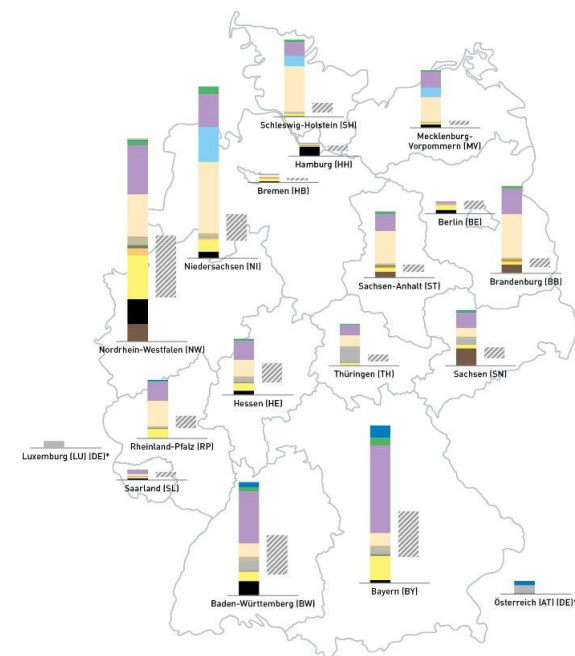 Schleswig-Holstein (SH)
Mecklenburg-
Vorpommern (MV)
Hamburg (HH)
Bremen (HB)
Berlin (BE)
Niedersachsen (NI)
Sachsen-Anhalt (ST)
Brandenburg (BB)
Nordrhein-Westfalen (NW)
Thüringen (TH)
Sachsen (SN)
Hessen (HE)
Rheinland-Pfalz (RP)
Luxemburg (LU) (DE)*
Saarland (SL)
Bayern (BY)
Baden-Württemberg (BW)
Österreich (AT) (DE)*